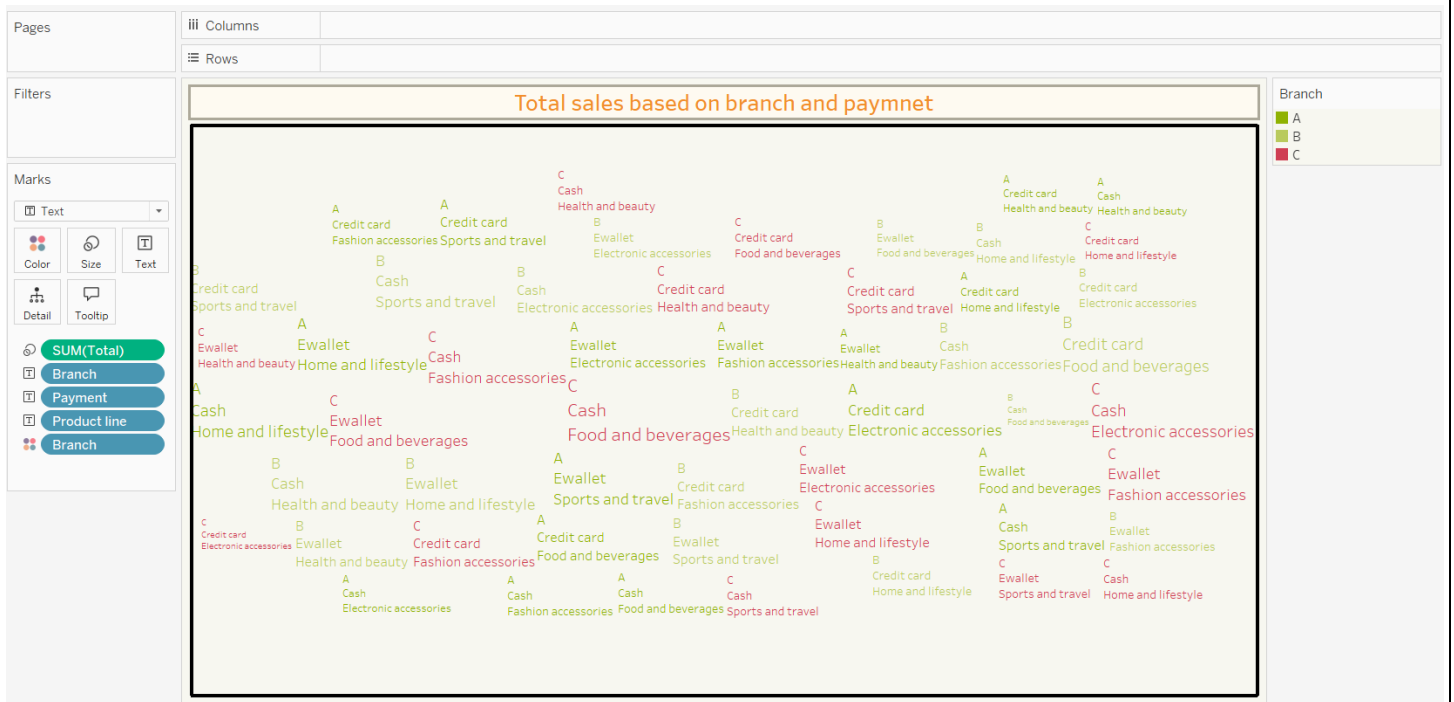 Pages
Columns
Rows
Filters
Marks
Text
Color
Size
Text
Detail
Tooltip
SUM(Total)
Branch
Payment
Product line
Branch
Total sales based on branch and paymnet
C
Cash
Health and beauty
A
Credit card
Health and beauty
A
Cash
Health and beauty
A
Credit card
Fashion accessories
A
Credit card
Sports and travel
B
Ewallet
Electronic accessories
C
Credit card
Food and beverages
B
Ewallet
Food and beverages
B
Cash
Home and lifestyle
C
Credit card
Home and lifestyle
B
Credit card
Sports and travel
B
Cash
Sports and travel
B
Cash
Electronic accessories
C
Credit card
Health and beauty
C
Credit card
Sports and travel
A
Credit card
Home and lifestyle
B
Credit card
Electronic accessories
C
Ewallet
Health and beauty
A
Ewallet
Home and lifestyle
C
Cash
Fashion accessories
A
Ewallet
Electronic accessories
A
Ewallet
Fashion accessories
A
Ewallet
Health and beauty
B
Cash
Fashion accessories
B
Credit card
Food and beverages
A
Cash
Home and lifestyle
C
Ewallet
Food and beverages
C
Cash
Food and beverages
B
Credit card
Health and beauty
A
Credit card
Electronic accessories
B
Cash
Food and beverages
C
Cash
Electronic accessories
B
Cash
Health and beauty
B
Ewallet
Home and lifestyle
A
Ewallet
Sports and travel
B
Credit card
Fashion accessories
C
Ewallet
Electronic accessories
A
Ewallet
Food and beverages
C
Ewallet
Fashion accessories
C
Credit card
Electronic accessories
B
Ewallet
Health and beauty
C
Credit card
Fashion accessories
A
Credit card
Food and beverages
B
Ewallet
Sports and travel
C
Ewallet
Home and lifestyle
A
Cash
Sports and travel
B
Ewallet
Fashion accessories
A
Cash
Electronic accessories
A
Cash
Fashion accessories
A
Cash
Food and beverages
C
Cash
Sports and travel
B
Credit card
Home and lifestyle
C
Ewallet
Sports and travel
C
Cash
Home and lifestyle
Branch
A
B
C